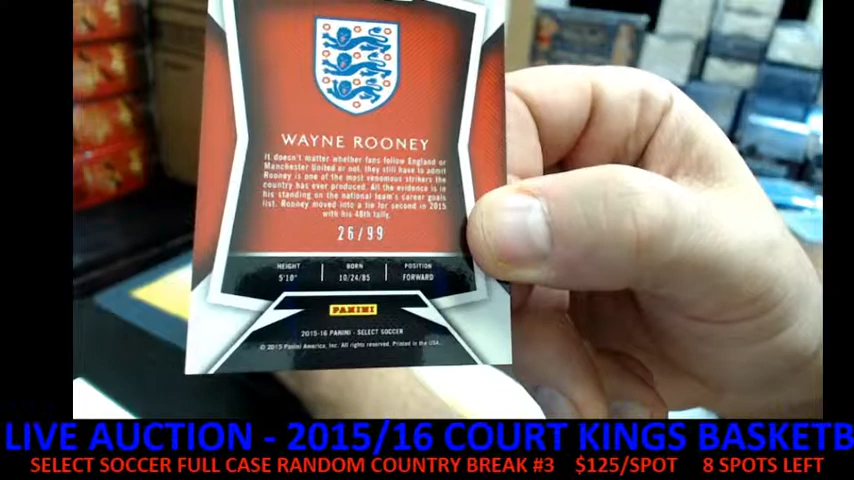 WAYNE ROONEY
It doesn't matter whether fans follow England or
Manchester United or not, they still have to admit
Rooney is one of the most venomous strikers the
country has ever produced. All the evidence is in
his standing on the national team's career goals
list. Rooney moved into a tie for second in 2015
with his 48th tally.
26/99
HEIGHT BORN POSITION
5'10" 10/24/85 FORWARD
PANINI
2015-16 PANINI - SELECT SOCCER
© 2015 Panini America, Inc. All rights reserved. Printed in the USA.
LIVE AUCTION - 2015/16 COURT KINGS BASKETB
SELECT SOCCER FULL CASE RANDOM COUNTRY BREAK #3 $125/SPOT 8 SPOTS LEFT